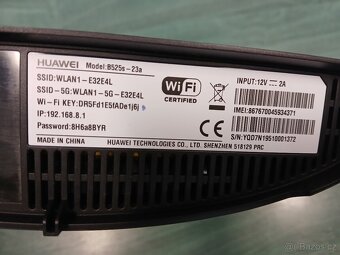 HUAWEI Model:B525s-23a
SSID:WLAN1-E32E4L
SSID-5G:WLAN1-5G-E32E4L
Wi-Fi KEY:DR5Fd1E5fADe1j6j
IP:192.168.8.1
Password:8H6a8BYR
MADE IN CHINA
WiFi
CERTIFIED
INPUT:12V 2A
IMEI:867670045934371
S/N:YQD7N19510001372
HUAWEI TECHNOLOGIES CO., LTD. SHENZHEN 518129 PRC